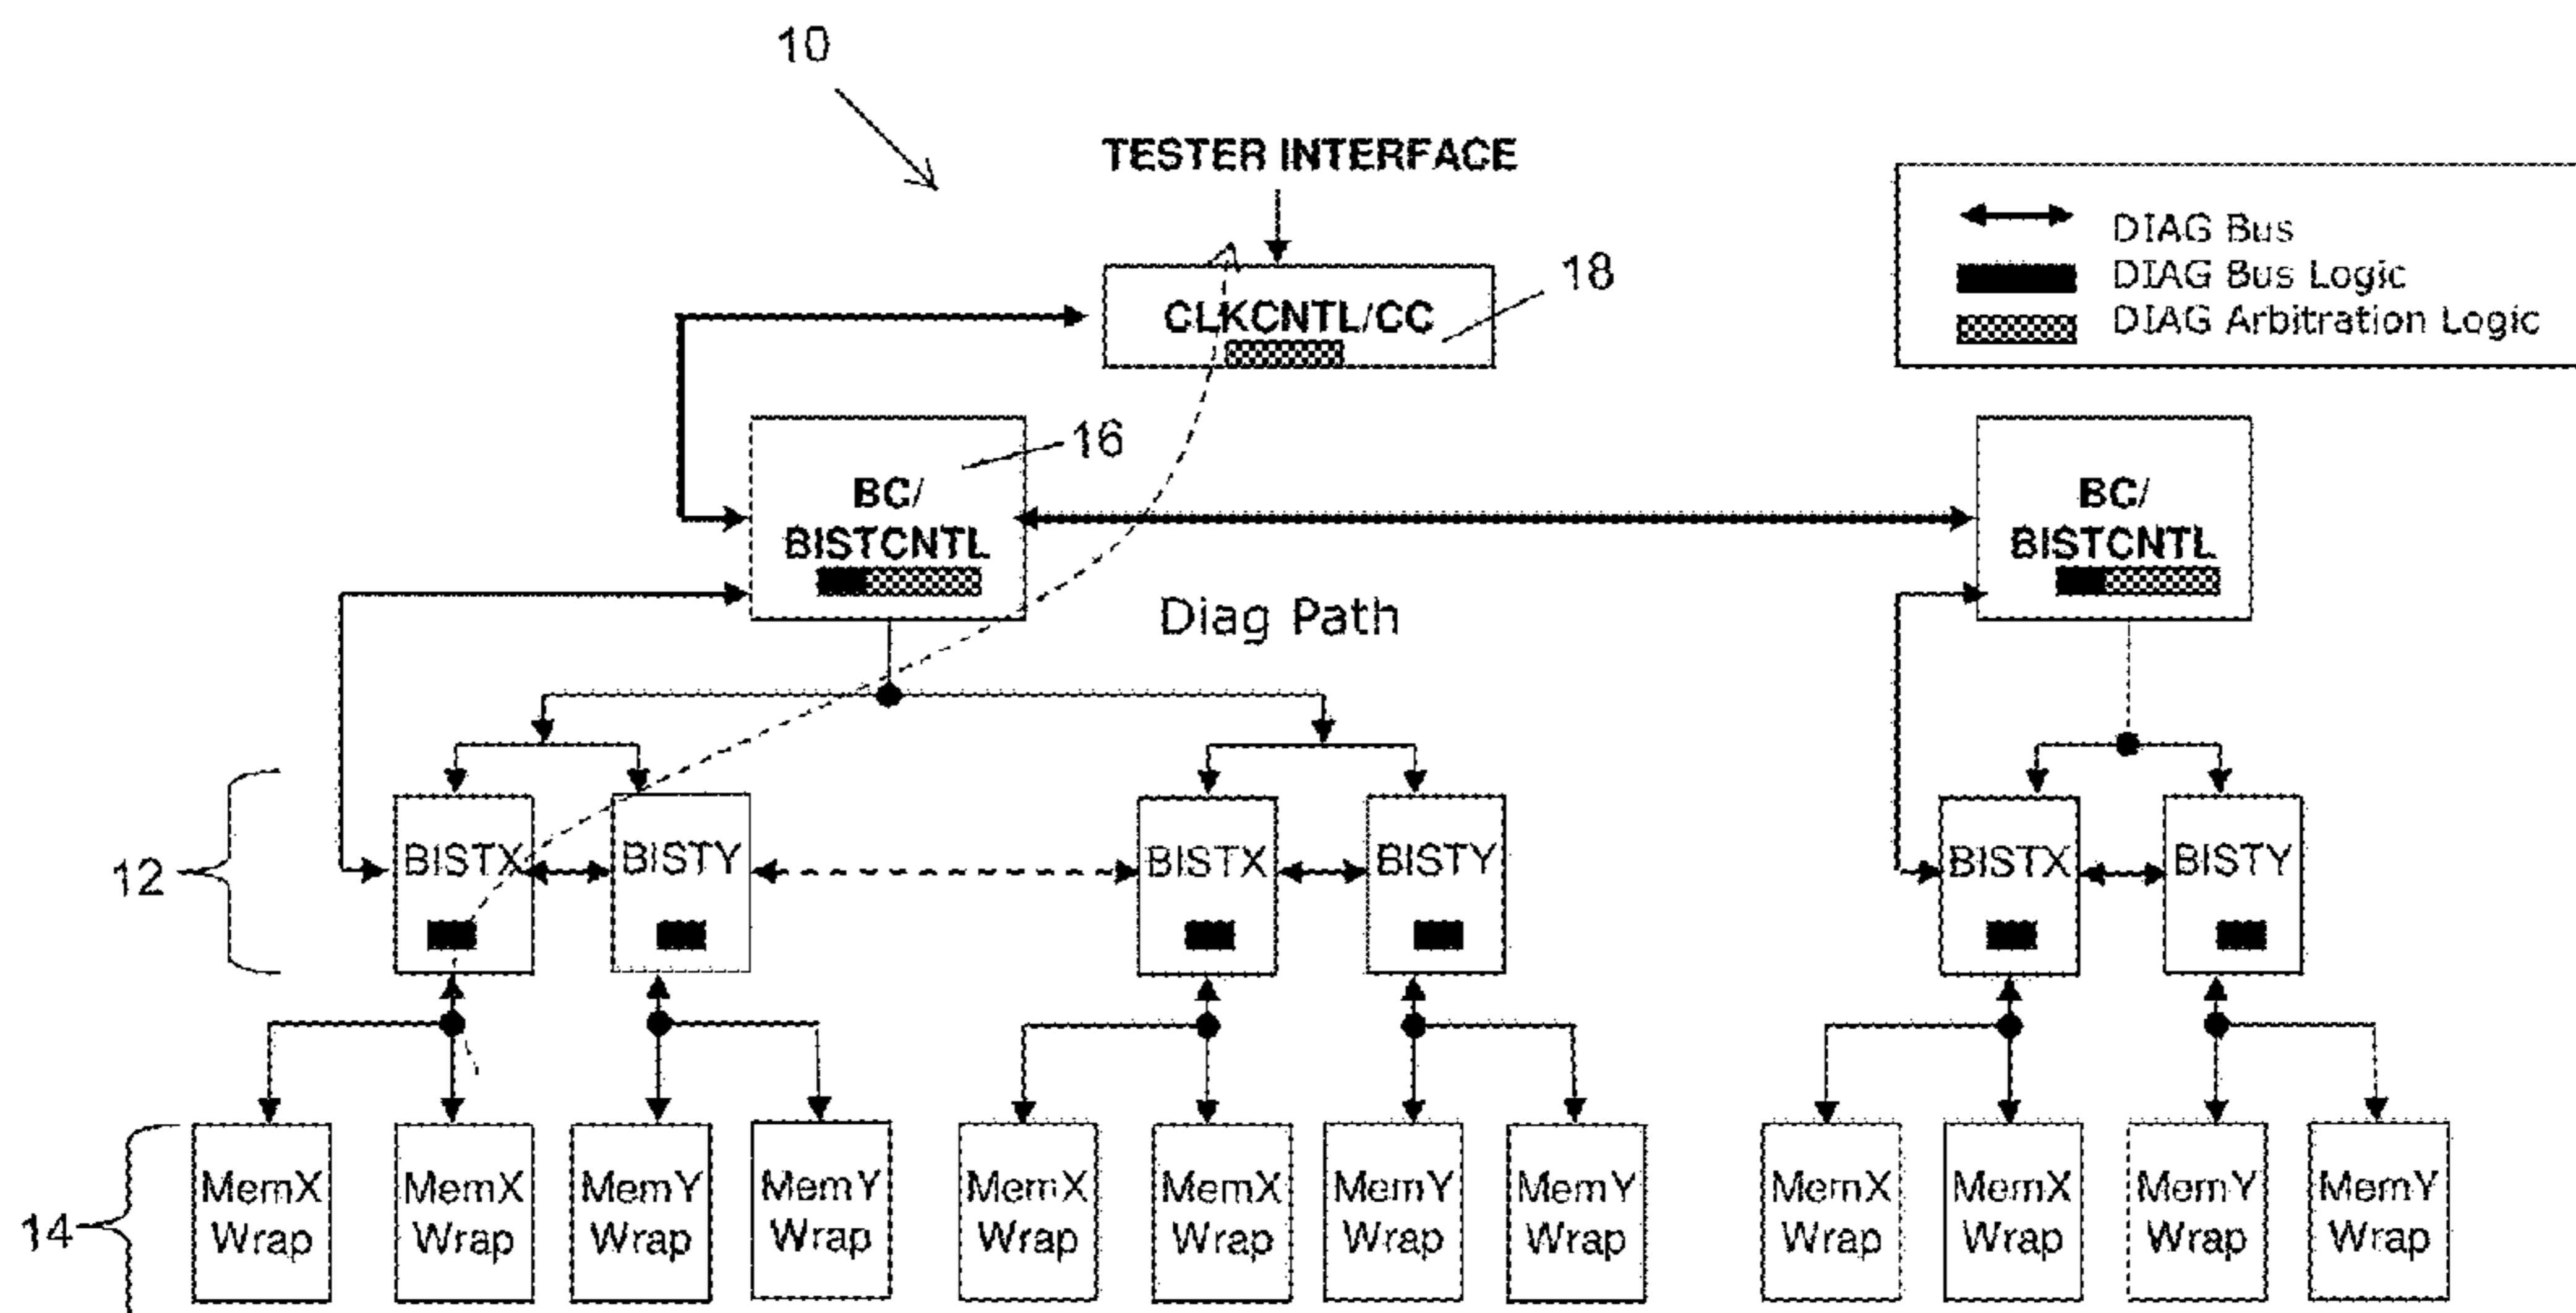 10
TESTER INTERFACE
DIAG Bus
DIAG Bus Logic
DIAG Arbitration Logic
CLKCNTL/CC
18
BC/
BISTCNTL
16
BC/
BISTCNTL
Diag Path
12
BISTX
BISTY
BISTX
BISTY
BISTX
BISTY
14
MemX
Wrap
MemX
Wrap
MemY
Wrap
MemY
Wrap
MemX
Wrap
MemX
Wrap
MemY
Wrap
MemY
Wrap
MemX
Wrap
MemX
Wrap
MemY
Wrap
MemY
Wrap